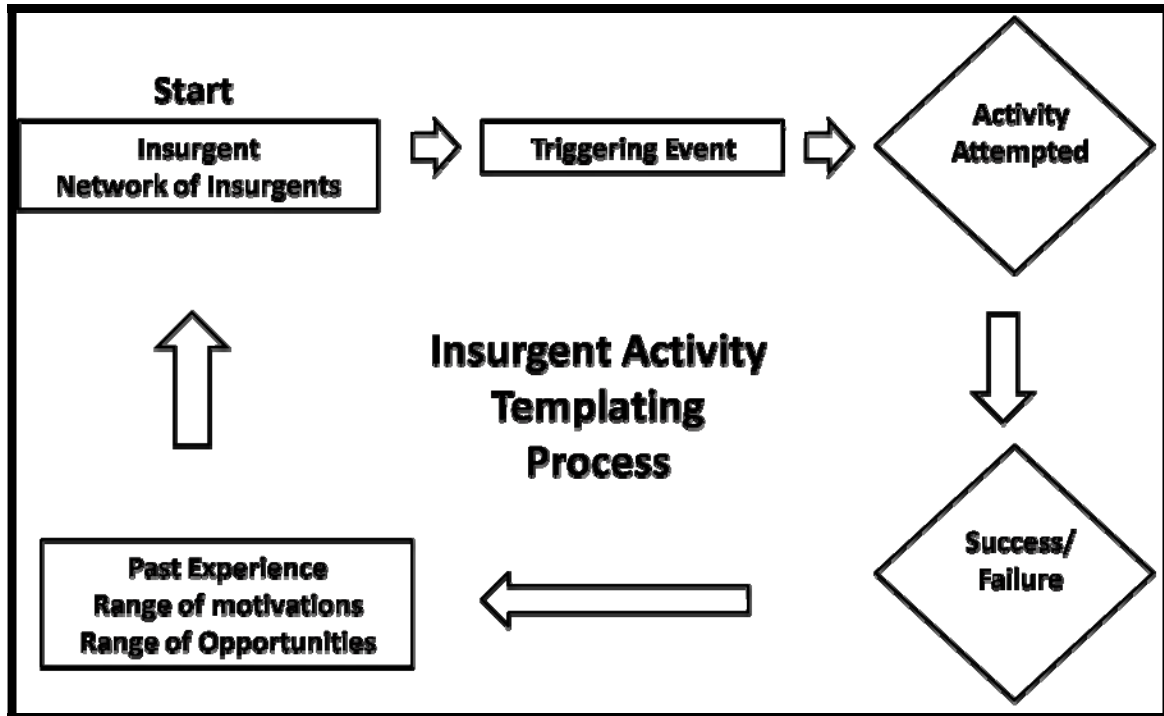 Start
Insurgent
Network of Insurgents
Triggering Event
Activity
Attempted
Insurgent Activity
Templating
Process
Success/
Failure
Past Experience
Range of motivations
Range of Opportunities